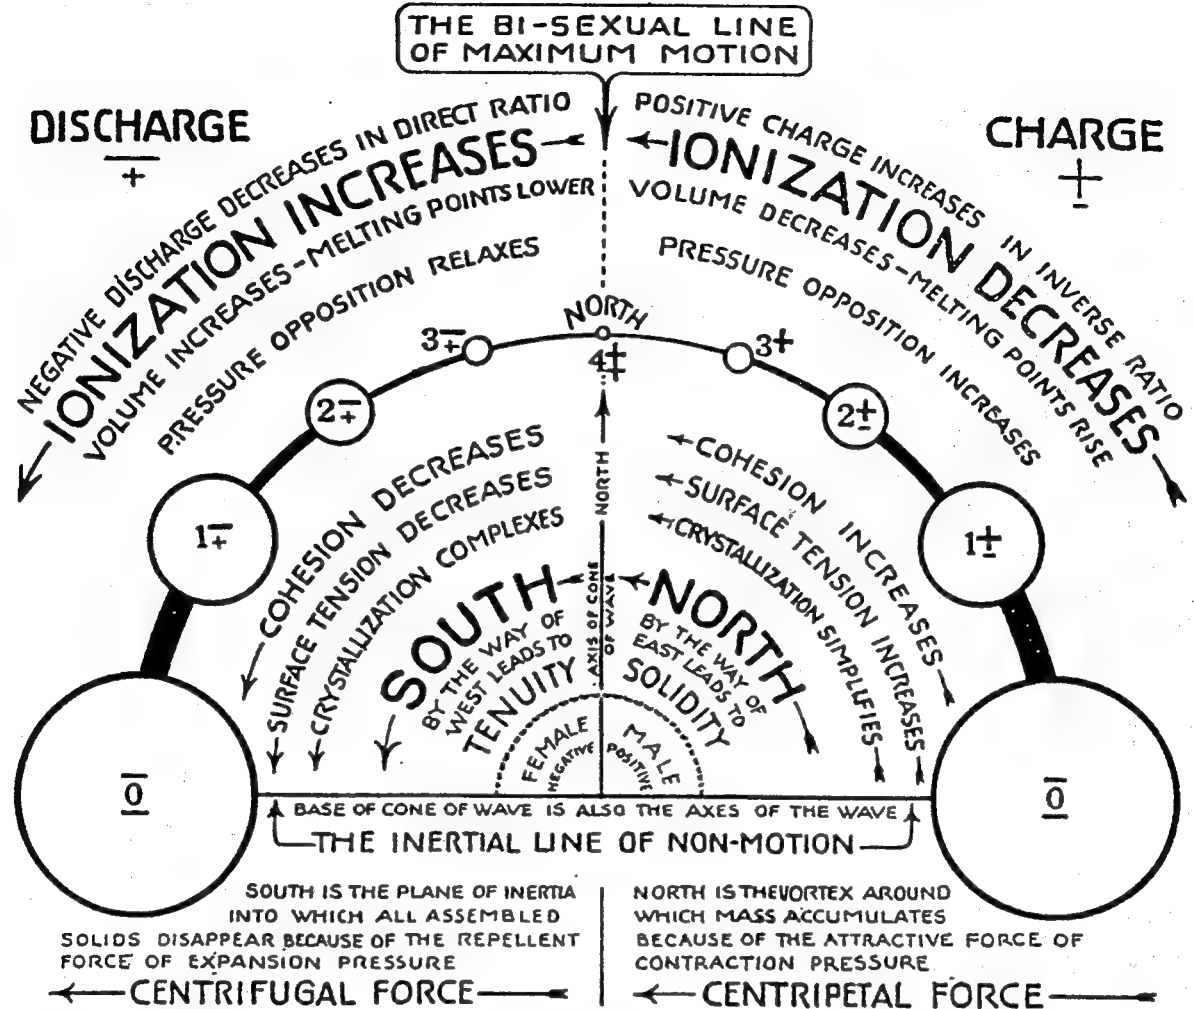 THE BI-SEXUAL LINE
OF MAXIMUM MOTION
DISCHARGE
− +
CHARGE
+ −
NEGATIVE DISCHARGE DECREASES IN DIRECT RATIO
IONIZATION INCREASES
VOLUME INCREASES - MELTING POINTS LOWER
PRESSURE OPPOSITION RELAXES
POSITIVE CHARGE INCREASES IN INVERSE RATIO
IONIZATION DECREASES
VOLUME DECREASES - MELTING POINTS RISE
PRESSURE OPPOSITION INCREASES
NORTH
3∓
4‡
3+
2∓
2±
1∓
1±
0
0
COHESION DECREASES
SURFACE TENSION DECREASES
CRYSTALLIZATION COMPLEXES
SOUTH
BY THE WAY OF
WEST LEADS TO
TENUITY
FEMALE
NEGATIVE
NORTH
AXIS OF CONE
OF WAVE
COHESION INCREASES
SURFACE TENSION INCREASES
CRYSTALLIZATION SIMPLIFIES
NORTH
BY THE WAY OF
EAST LEADS TO
SOLIDITY
MALE
POSITIVE
BASE OF CONE OF WAVE IS ALSO THE AXES OF THE WAVE
THE INERTIAL LINE OF NON-MOTION
SOUTH IS THE PLANE OF INERTIA
INTO WHICH ALL ASSEMBLED
SOLIDS DISAPPEAR BECAUSE OF THE REPELLENT
FORCE OF EXPANSION PRESSURE
CENTRIFUGAL FORCE
NORTH IS THE VORTEX AROUND
WHICH MASS ACCUMULATES
BECAUSE OF THE ATTRACTIVE FORCE OF
CONTRACTION PRESSURE
CENTRIPETAL FORCE